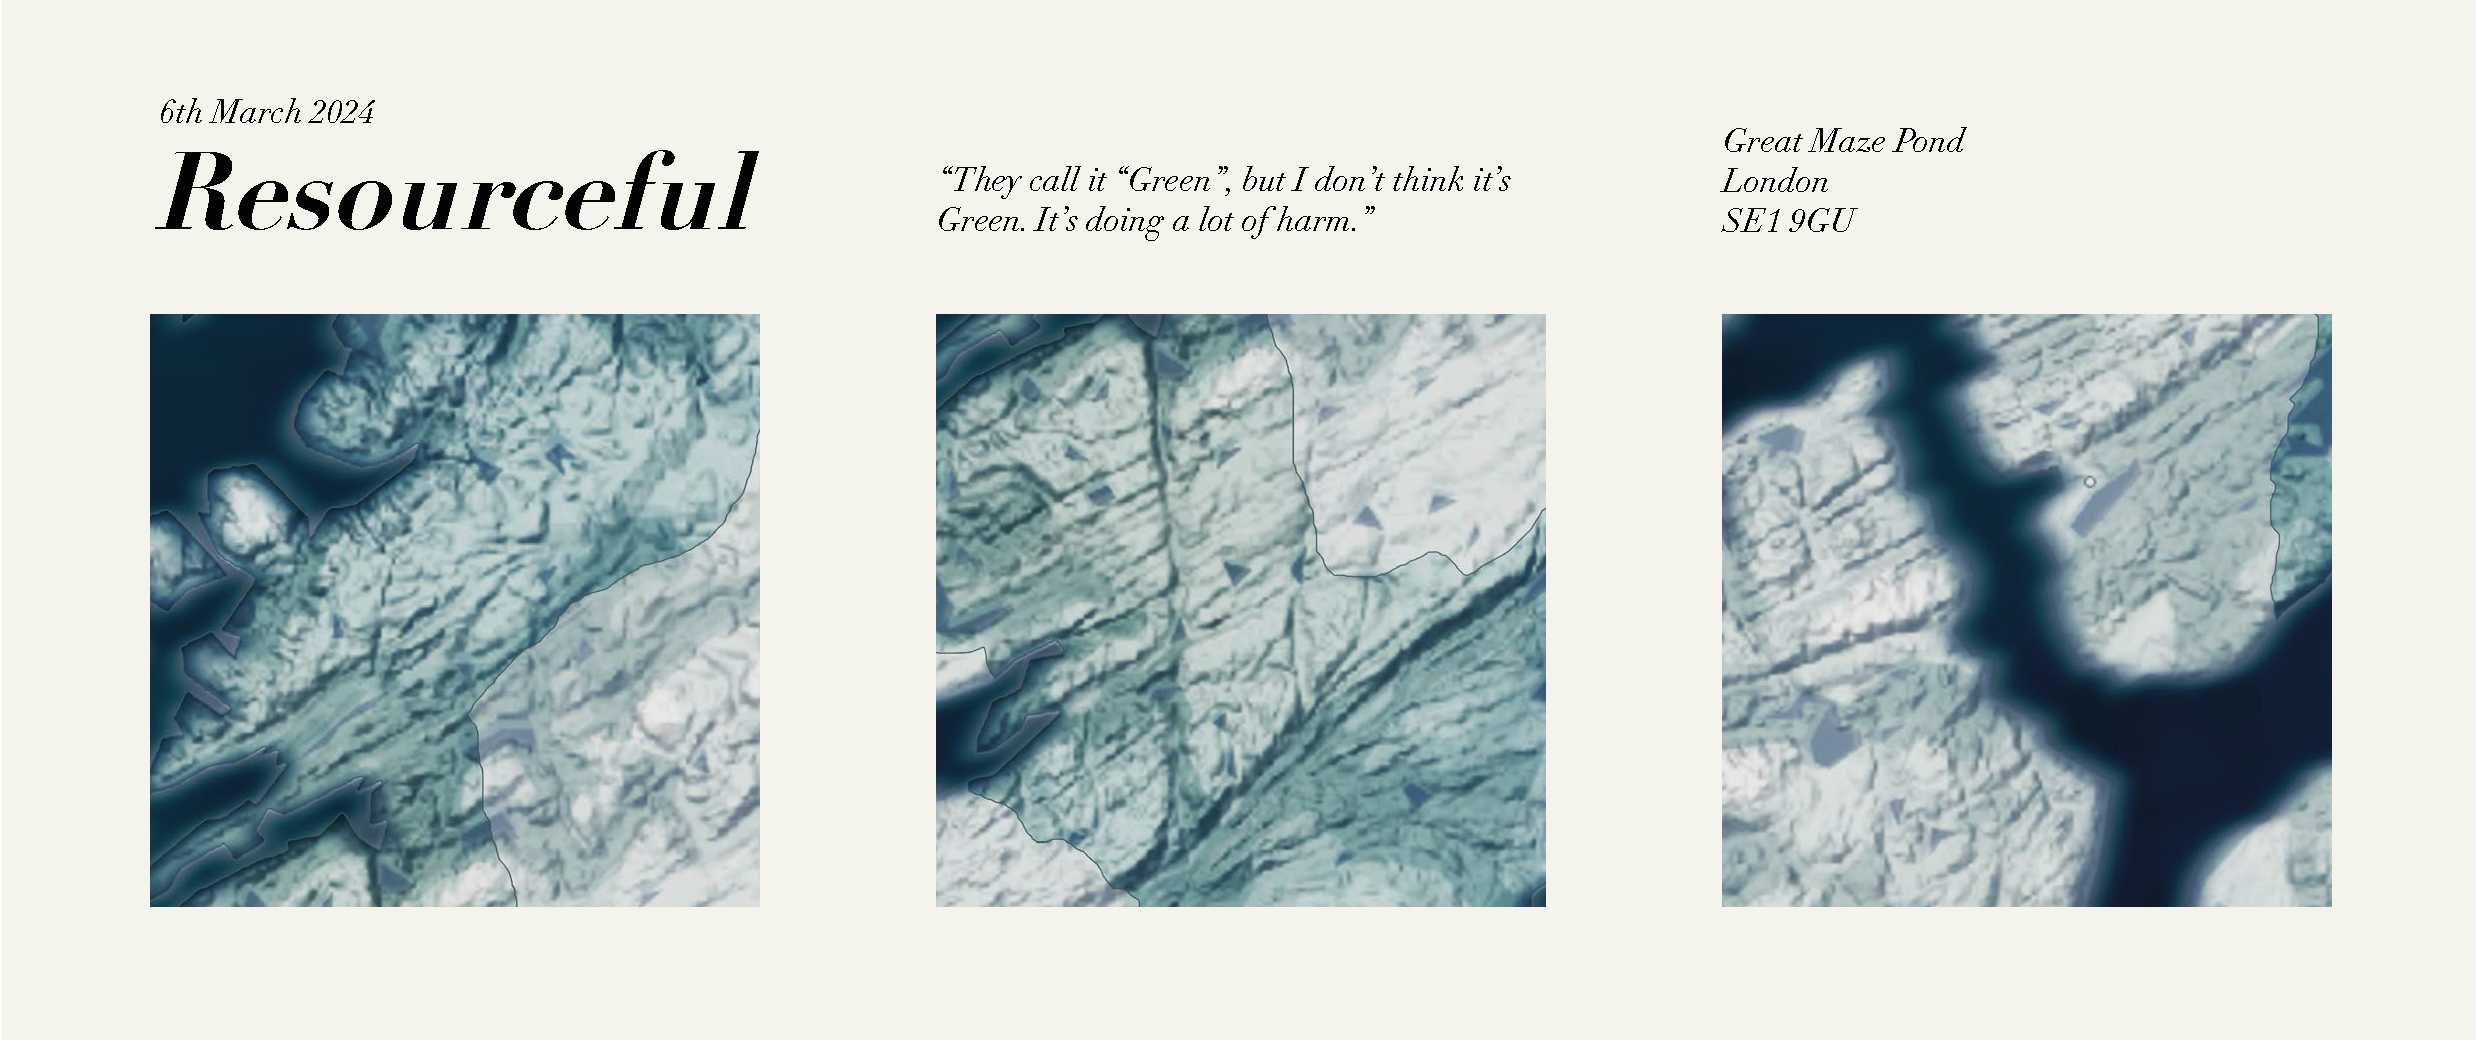 6th March 2024
Resourceful
“They call it “Green”, but I don’t think it’s
Green. It’s doing a lot of harm.”
Great Maze Pond
London
SE1 9GU